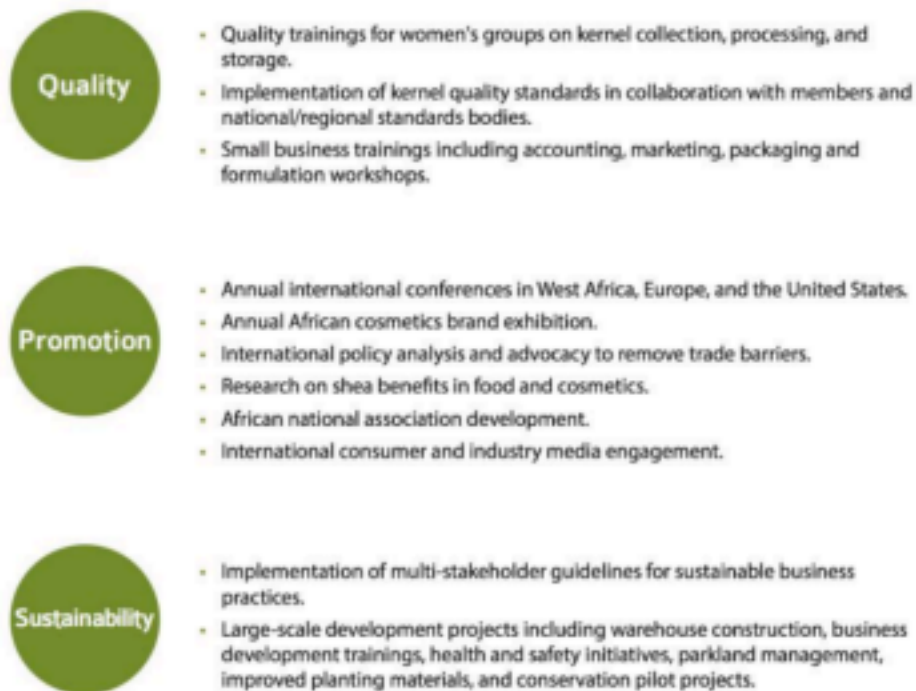 Quality
• Quality trainings for women's groups on kernel collection, processing, and
storage.
• Implementation of kernel quality standards in collaboration with members and
national/regional standards bodies.
• Small business trainings including accounting, marketing, packaging and
formulation workshops.
Promotion
• Annual international conferences in West Africa, Europe, and the United States.
• Annual African cosmetics brand exhibition.
• International policy analysis and advocacy to remove trade barriers.
• Research on shea benefits in food and cosmetics.
• African national association development.
• International consumer and industry media engagement.
Sustainability
• Implementation of multi-stakeholder guidelines for sustainable business
practices.
• Large-scale development projects including warehouse construction, business
development trainings, health and safety initiatives, parkland management,
improved planting materials, and conservation pilot projects.